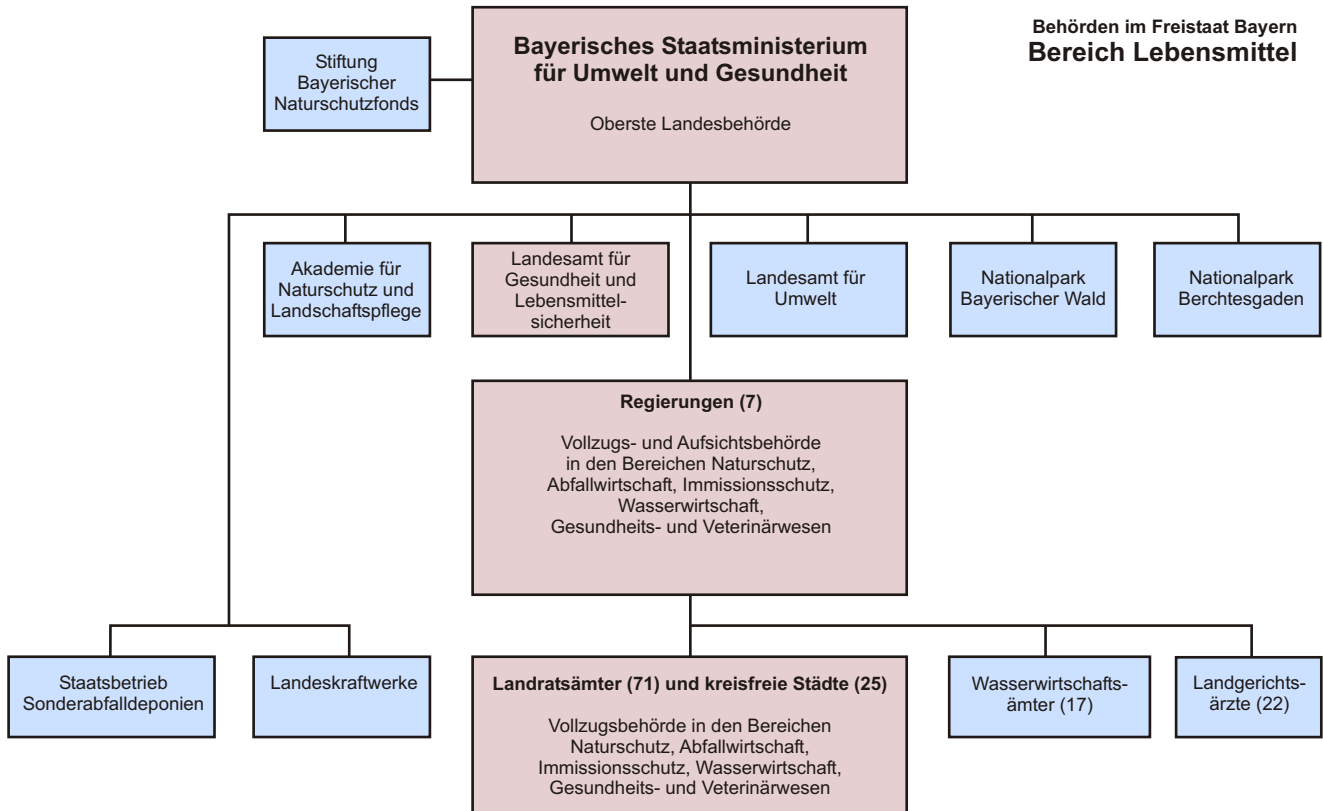 Behörden im Freistaat Bayern
Bereich Lebensmittel
Stiftung
Bayerischer
Naturschutzfonds
Bayerisches Staatsministerium
für Umwelt und Gesundheit
Oberste Landesbehörde
Akademie für
Naturschutz und
Landschaftspflege
Landesamt für
Gesundheit und
Lebensmittel-
sicherheit
Landesamt für
Umwelt
Nationalpark
Bayerischer Wald
Nationalpark
Berchtesgaden
Regierungen (7)
Vollzugs- und Aufsichtsbehörde
in den Bereichen Naturschutz,
Abfallwirtschaft, Immissionsschutz,
Wasserwirtschaft,
Gesundheits- und Veterinärwesen
Staatsbetrieb
Sonderabfalldeponien
Landeskraftwerke
Landratsämter (71) und kreisfreie Städte (25)
Vollzugsbehörde in den Bereichen
Naturschutz, Abfallwirtschaft,
Immissionsschutz, Wasserwirtschaft,
Gesundheits- und Veterinärwesen
Wasserwirtschafts-
ämter (17)
Landgerichts-
ärzte (22)